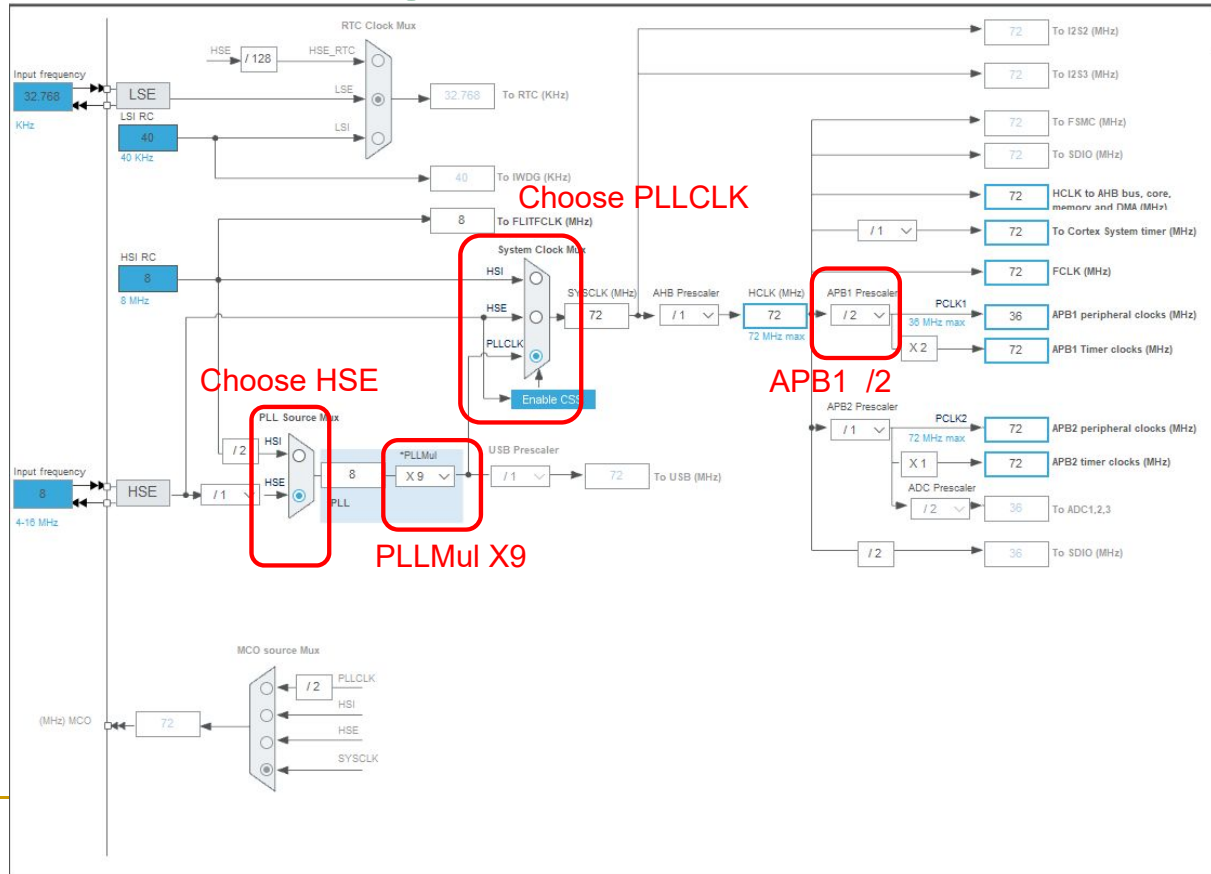 RTC Clock Mux
HSE
/ 128
HSE_RTC
Input frequency
32.768
KHz
LSE
LSE
32.768
To RTC (KHz)
LSI RC
40
40 KHz
LSI
40
To IWDG (KHz)
Choose PLLCLK
8
To FLITFCLK (MHz)
System Clock Mux
HSI RC
8
8 MHz
HSI
HSE
PLLCLK
SYSCLK (MHz)
72
AHB Prescaler
/ 1
HCLK (MHz)
72
72 MHz max
Enable CSS
72
To I2S2 (MHz)
72
To I2S3 (MHz)
72
To FSMC (MHz)
72
To SDIO (MHz)
72
HCLK to AHB bus, core,
memory and DMA (MHz)
/ 1
72
To Cortex System timer (MHz)
72
FCLK (MHz)
APB1 Prescaler
/ 2
PCLK1
36 MHz max
36
APB1 peripheral clocks (MHz)
X 2
72
APB1 Timer clocks (MHz)
APB1 /2
APB2 Prescaler
/ 1
PCLK2
72 MHz max
72
APB2 peripheral clocks (MHz)
X 1
72
APB2 timer clocks (MHz)
ADC Prescaler
/ 2
36
To ADC1,2,3
/ 2
36
To SDIO (MHz)
Choose HSE
PLL Source Mux
/ 2
HSI
HSE
Input frequency
8
4-16 MHz
HSE
/ 1
8
PLL
*PLLMul
X 9
USB Prescaler
/ 1
72
To USB (MHz)
PLLMul X9
MCO source Mux
/ 2
PLLCLK
HSI
HSE
SYSCLK
(MHz) MCO
72